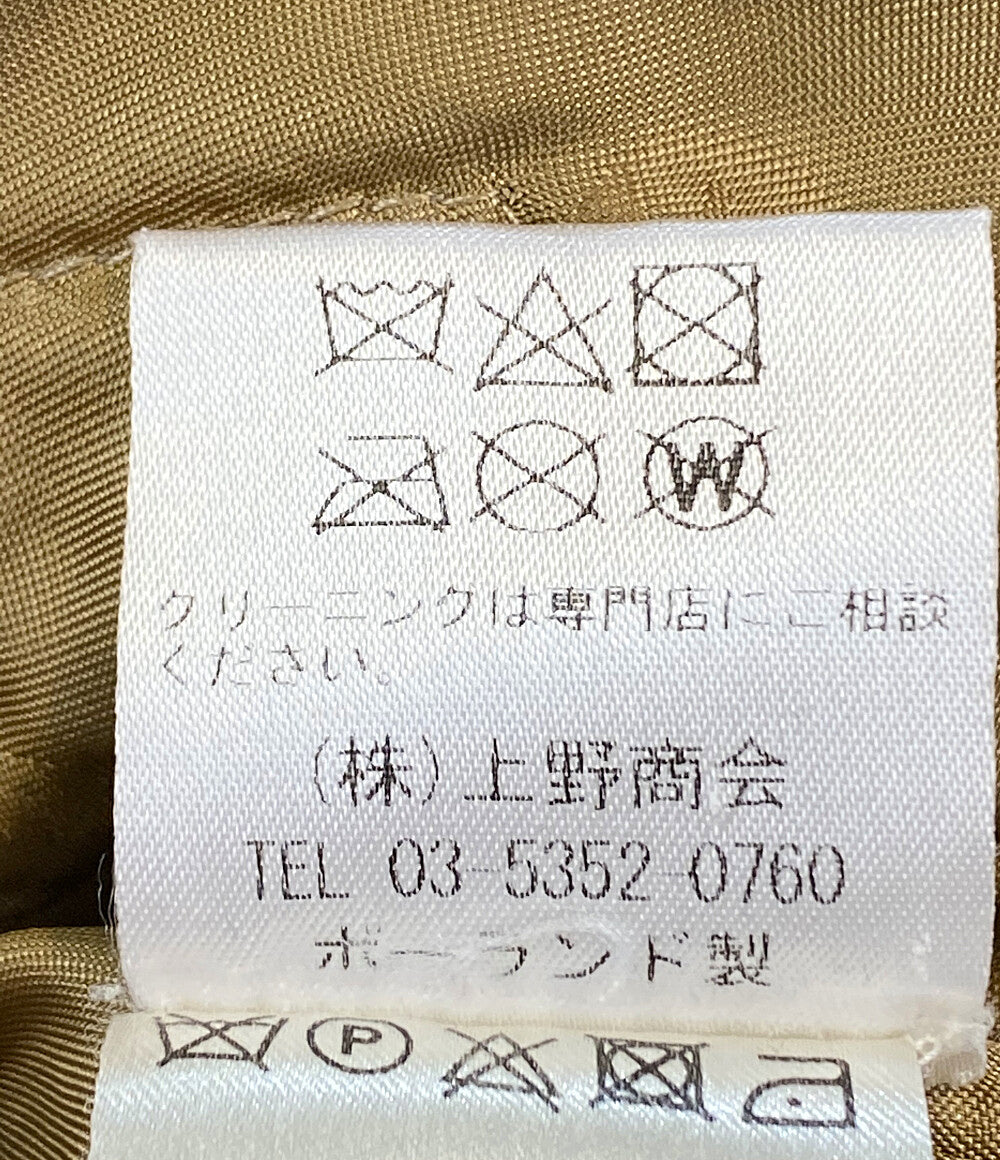 W
クリーニングは専門店にご相談
ください。
(株)上野商会
TEL 03-5352-0760
ポーランド製
P